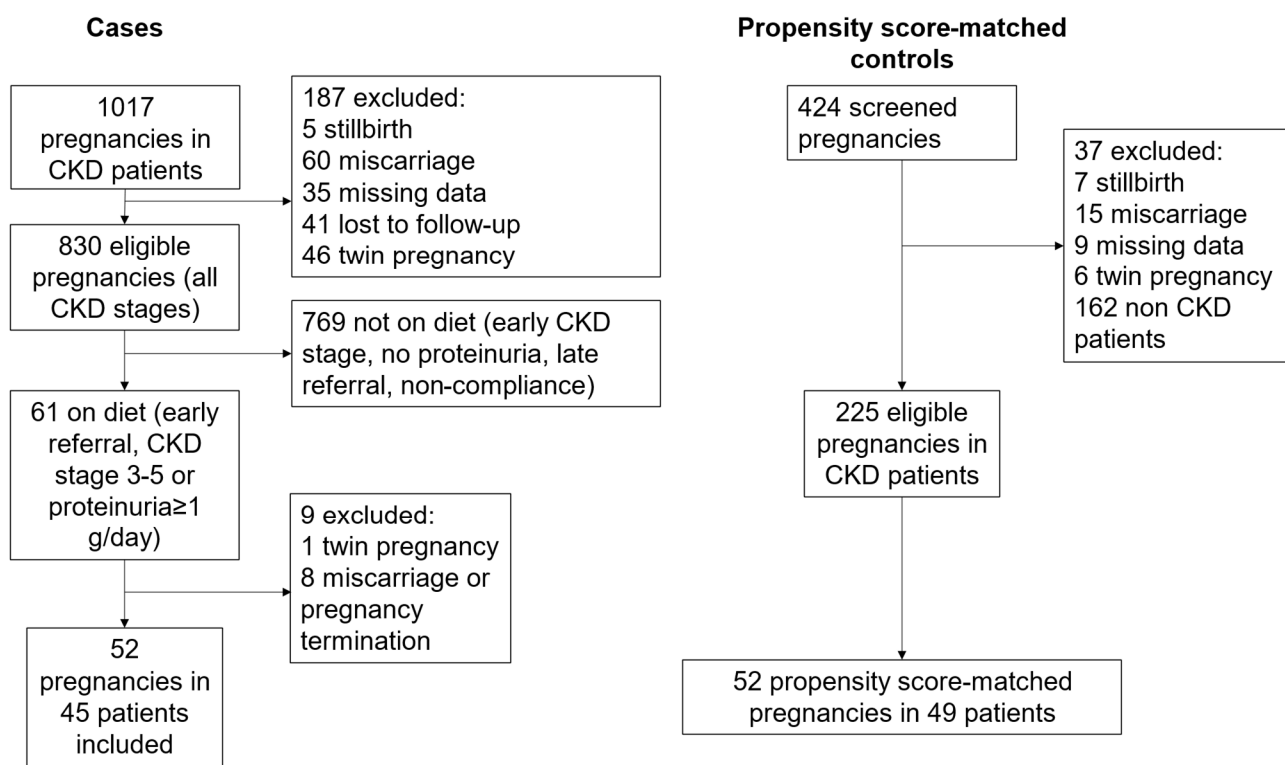 Cases
1017
pregnancies in
CKD patients
187 excluded:
5 stillbirth
60 miscarriage
35 missing data
41 lost to follow-up
46 twin pregnancy
830 eligible
pregnancies (all
CKD stages)
769 not on diet (early CKD
stage, no proteinuria, late
referral, non-compliance)
61 on diet (early
referral, CKD
stage 3-5 or
proteinuria≥1
g/day)
9 excluded:
1 twin pregnancy
8 miscarriage or
pregnancy
termination
52
pregnancies in
45 patients
included
Propensity score-matched
controls
424 screened
pregnancies
37 excluded:
7 stillbirth
15 miscarriage
9 missing data
6 twin pregnancy
162 non CKD
patients
225 eligible
pregnancies in
CKD patients
52 propensity score-matched
pregnancies in 49 patients